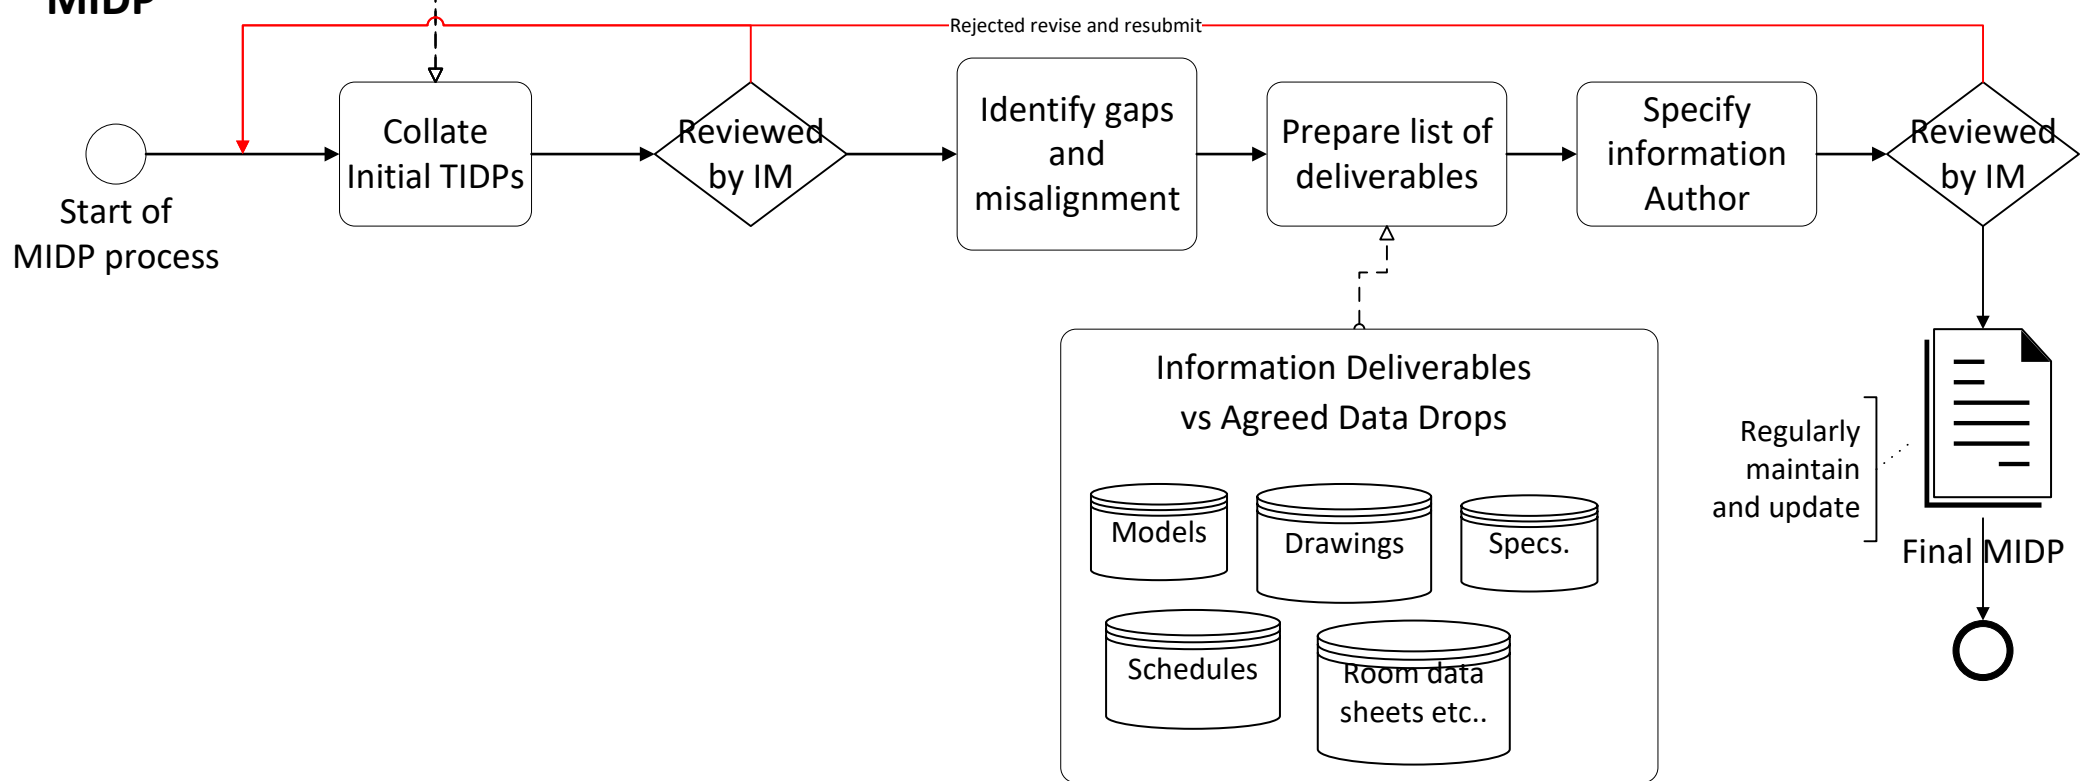 MIDP
Rejected revise and resubmit
Start of
MIDP process
Collate
Initial TIDPs
Reviewed
by IM
Identify gaps
and
misalignment
Prepare list of
deliverables
Specify
information
Author
Reviewed
by IM
Information Deliverables
vs Agreed Data Drops
Models
Drawings
Specs.
Schedules
Room data
sheets etc..
Regularly
maintain
and update
Final MIDP